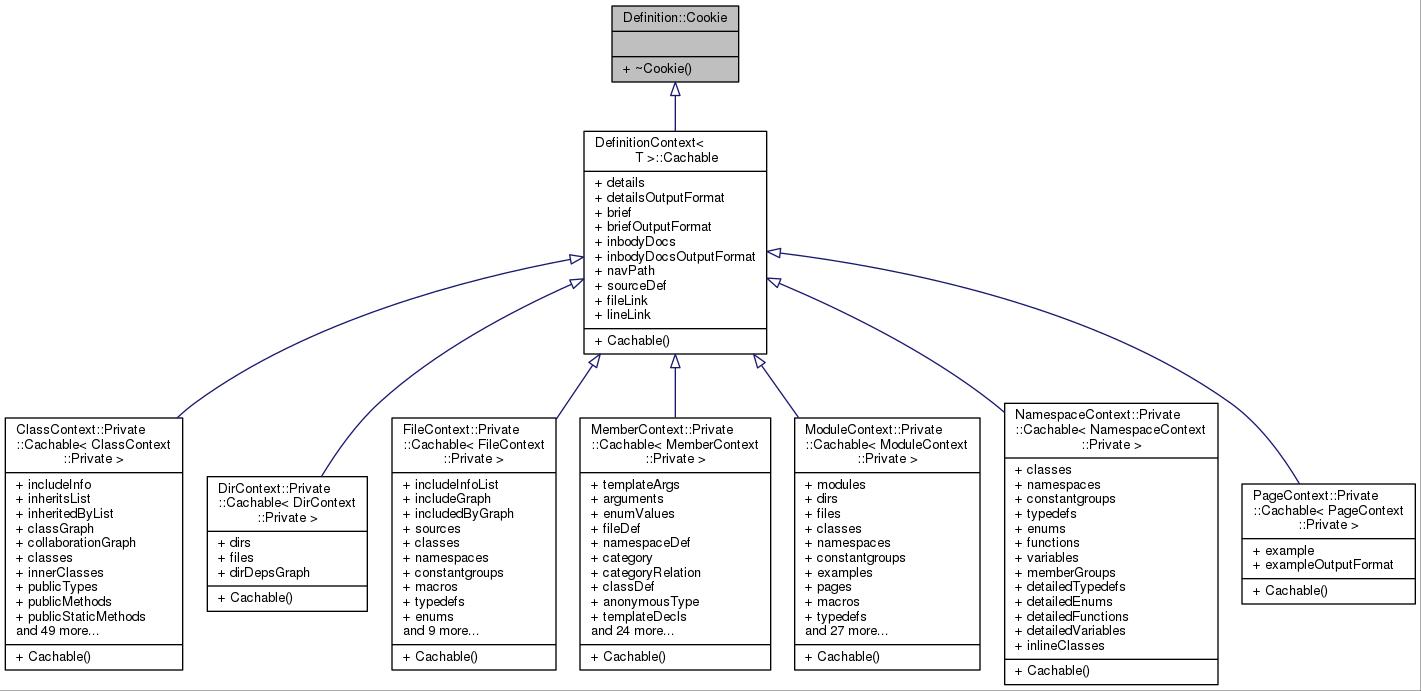 Definition::Cookie
+ ~Cookie()
DefinitionContext<
T >::Cachable
+ details
+ detailsOutputFormat
+ brief
+ briefOutputFormat
+ inbodyDocs
+ inbodyDocsOutputFormat
+ navPath
+ sourceDef
+ fileLink
+ lineLink
+ Cachable()
ClassContext::Private
::Cachable< ClassContext
::Private >
+ includeInfo
+ inheritsList
+ inheritedByList
+ classGraph
+ collaborationGraph
+ classes
+ innerClasses
+ publicTypes
+ publicMethods
+ publicStaticMethods
and 49 more...
+ Cachable()
DirContext::Private
::Cachable< DirContext
::Private >
+ dirs
+ files
+ dirDepsGraph
+ Cachable()
FileContext::Private
::Cachable< FileContext
::Private >
+ includeInfoList
+ includeGraph
+ includedByGraph
+ sources
+ classes
+ namespaces
+ constantgroups
+ macros
+ typedefs
+ enums
and 9 more...
+ Cachable()
MemberContext::Private
::Cachable< MemberContext
::Private >
+ templateArgs
+ arguments
+ enumValues
+ fileDef
+ namespaceDef
+ category
+ categoryRelation
+ classDef
+ anonymousType
+ templateDecls
and 24 more...
+ Cachable()
ModuleContext::Private
::Cachable< ModuleContext
::Private >
+ modules
+ dirs
+ files
+ classes
+ namespaces
+ constantgroups
+ examples
+ pages
+ macros
+ typedefs
and 27 more...
+ Cachable()
NamespaceContext::Private
::Cachable< NamespaceContext
::Private >
+ classes
+ namespaces
+ constantgroups
+ typedefs
+ enums
+ functions
+ variables
+ memberGroups
+ detailedTypedefs
+ detailedEnums
+ detailedFunctions
+ detailedVariables
+ inlineClasses
+ Cachable()
PageContext::Private
::Cachable< PageContext
::Private >
+ example
+ exampleOutputFormat
+ Cachable()